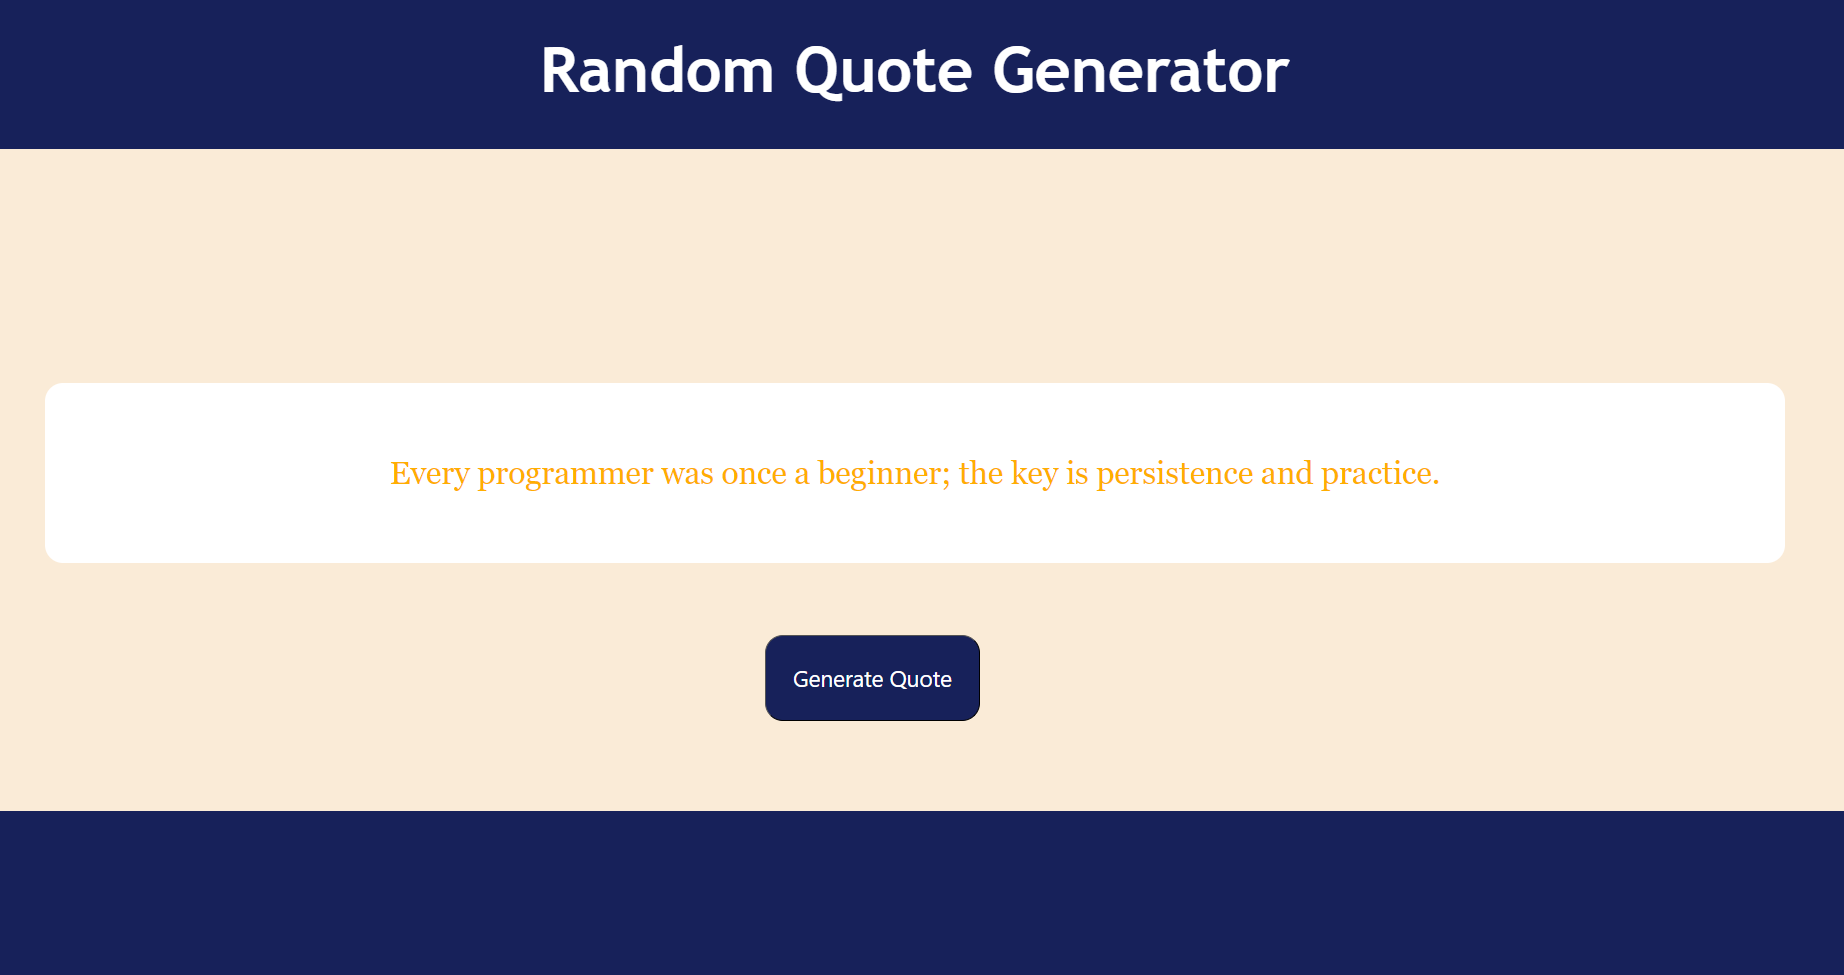 Random Quote Generator
Every programmer was once a beginner; the key is persistence and practice.
Generate Quote